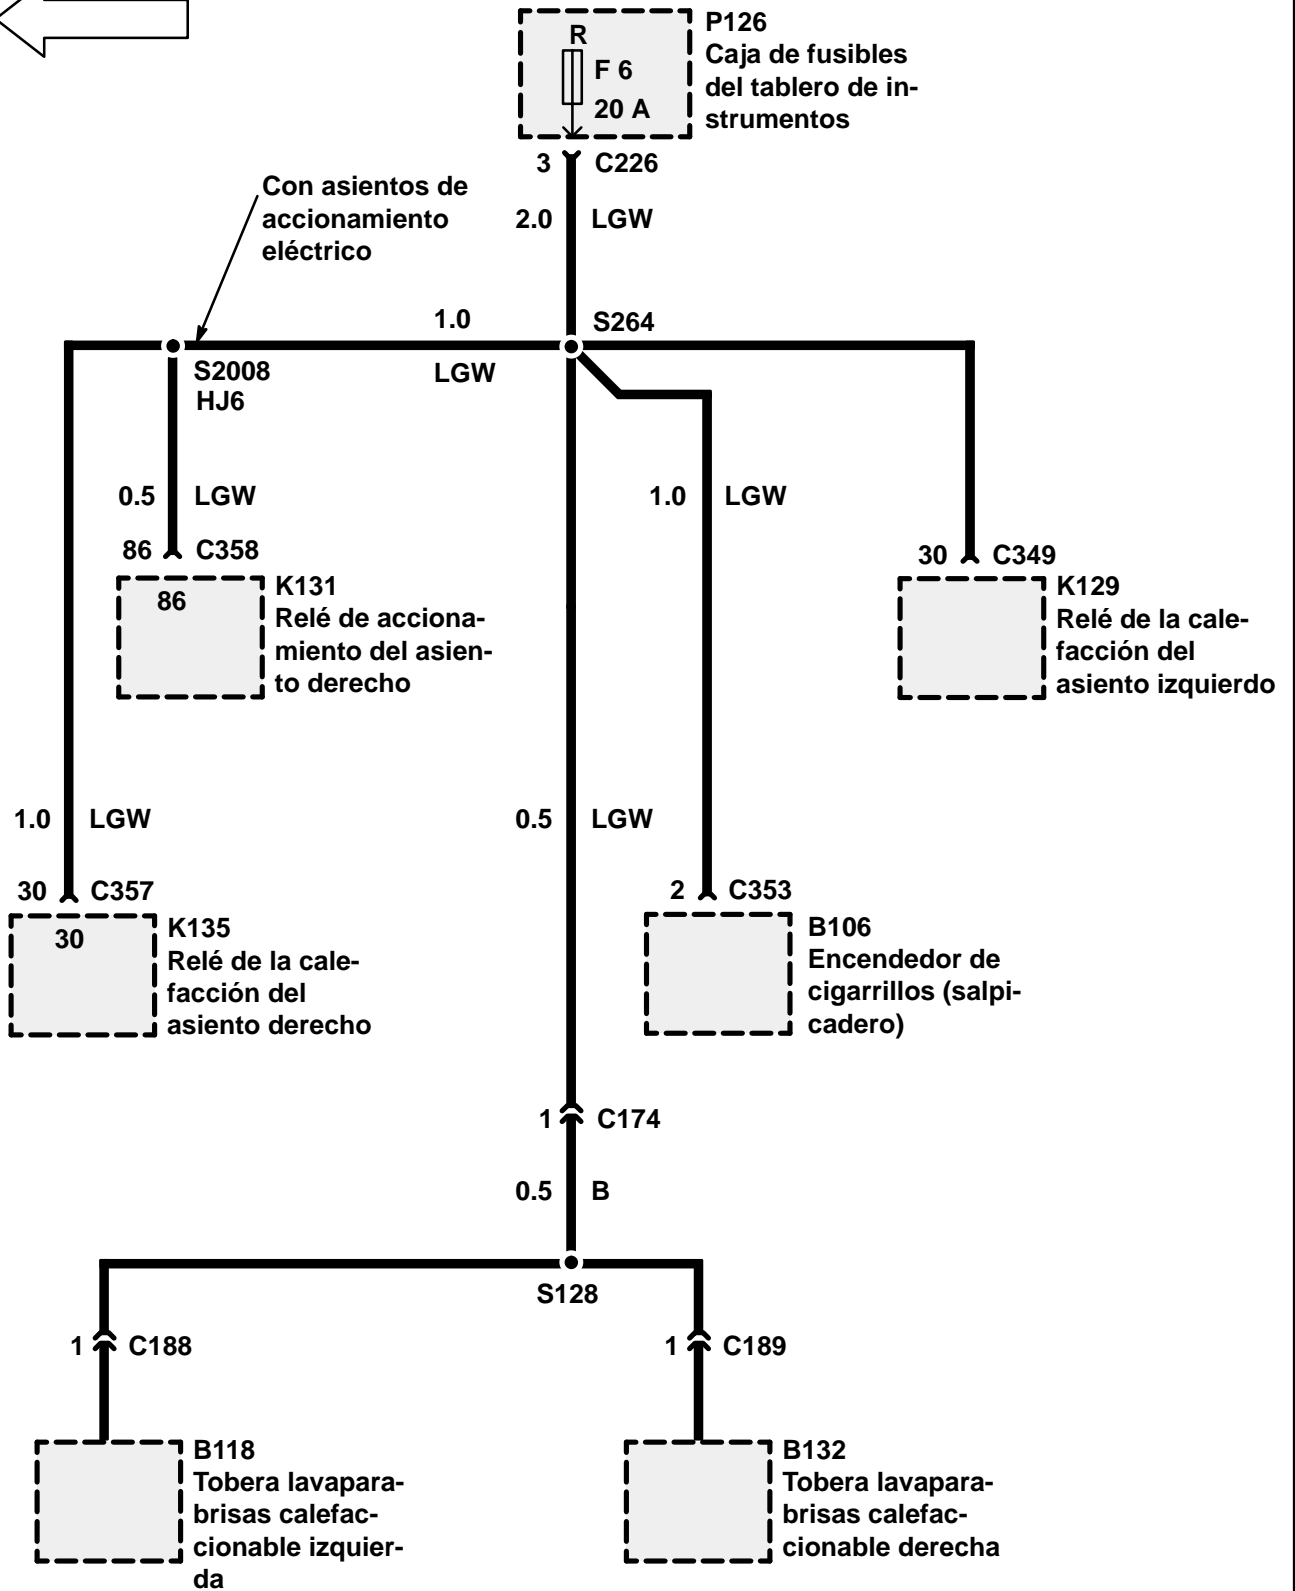 R
F 6
20 A
P126
Caja de fusibles
del tablero de in-
strumentos
3
C226
2.0
LGW
Con asientos de
accionamiento
eléctrico
1.0
LGW
S264
S2008
HJ6
0.5
LGW
1.0
LGW
86
C358
86
K131
Relé de acciona-
miento del asien-
to derecho
30
C349
K129
Relé de la cale-
facción del
asiento izquierdo
1.0
LGW
0.5
LGW
30
C357
30
K135
Relé de la cale-
facción del
asiento derecho
2
C353
B106
Encendedor de
cigarrillos (salpi-
cadero)
1
C174
0.5
B
S128
1
C188
1
C189
B118
Tobera lavapara-
brisas calefac-
cionable izquier-
da
B132
Tobera lavapara-
brisas calefac-
cionable derecha